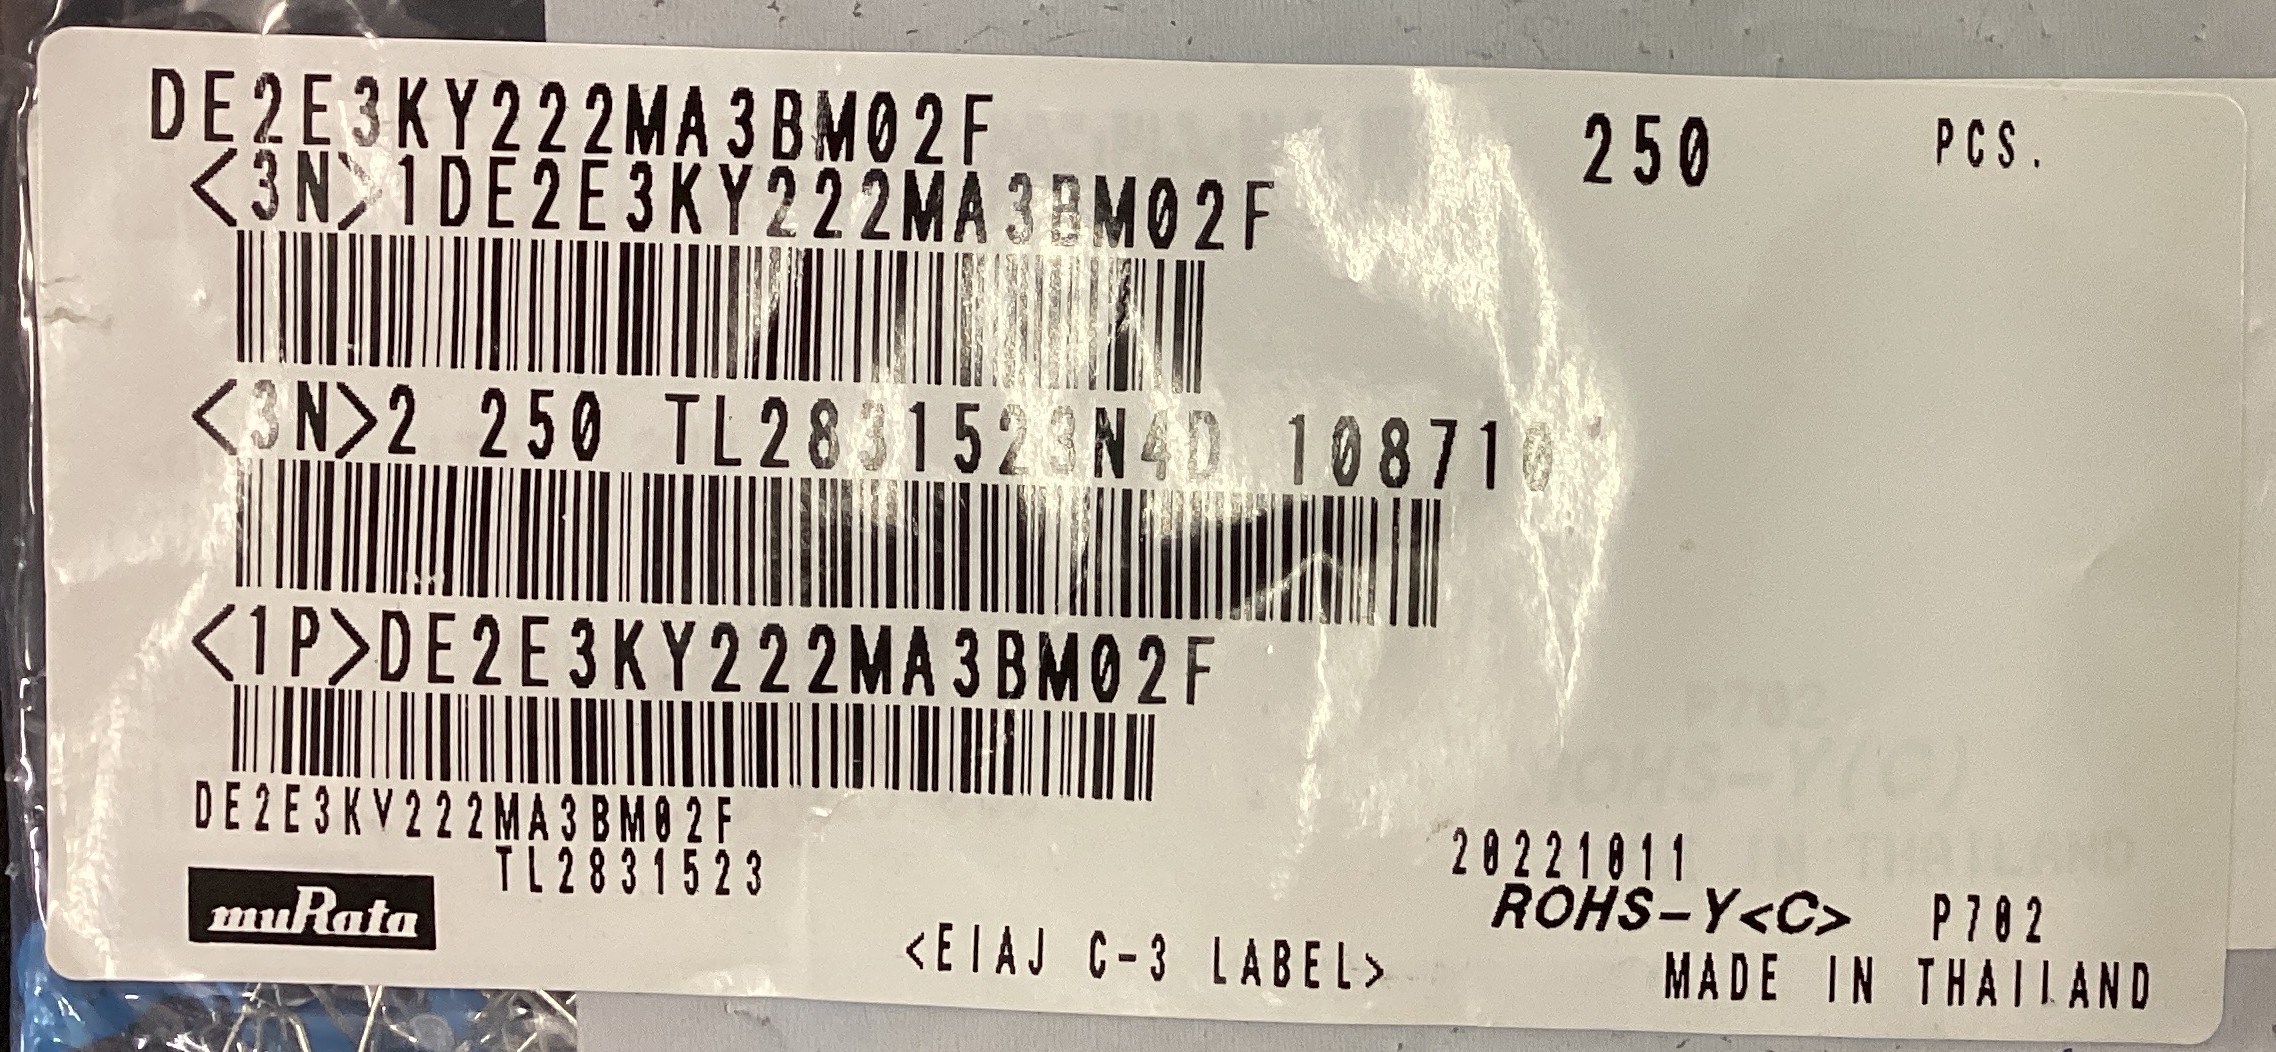 DE2E3KY222MA3BM02F 250 PCS.
<3N>1DE2E3KY222MA3BM02F
<3N>2 250 TL2831523N4D 108710
<1P>DE2E3KY222MA3BM02F
DE2E3KY222MA3BM02F
TL2831523
20221011
muRata
ROHS-Y<C> P702
<EIAJ C-3 LABEL>
MADE IN THAILAND